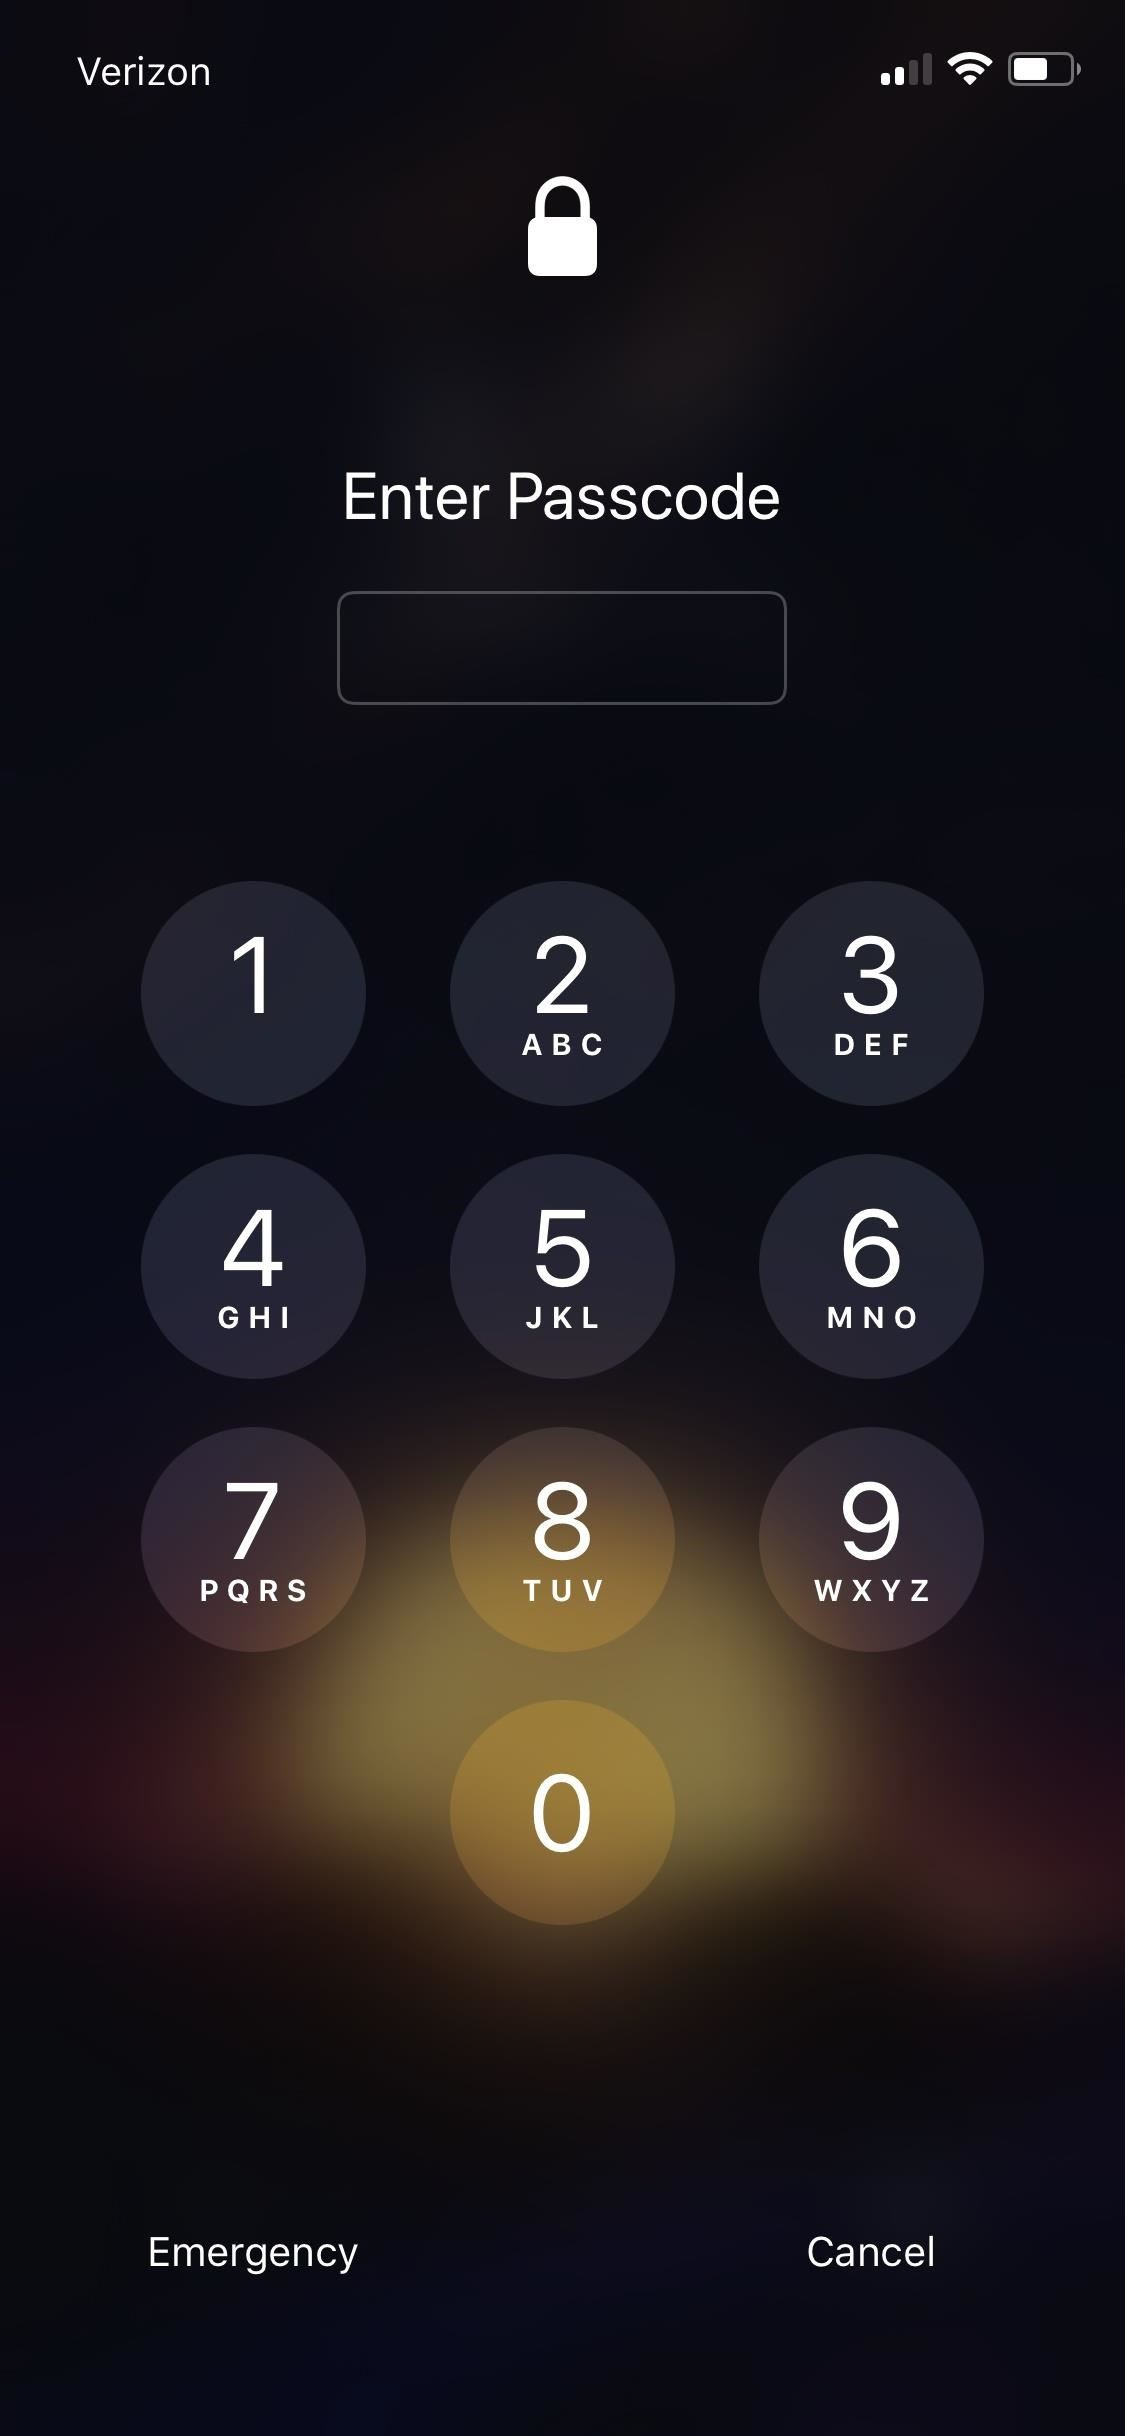 Verizon
Enter Passcode
1 2 3
ABC DEF
4 5 6
GHI JKL MNO
7 8 9
PQRS TUV WXYZ
0
Emergency Cancel